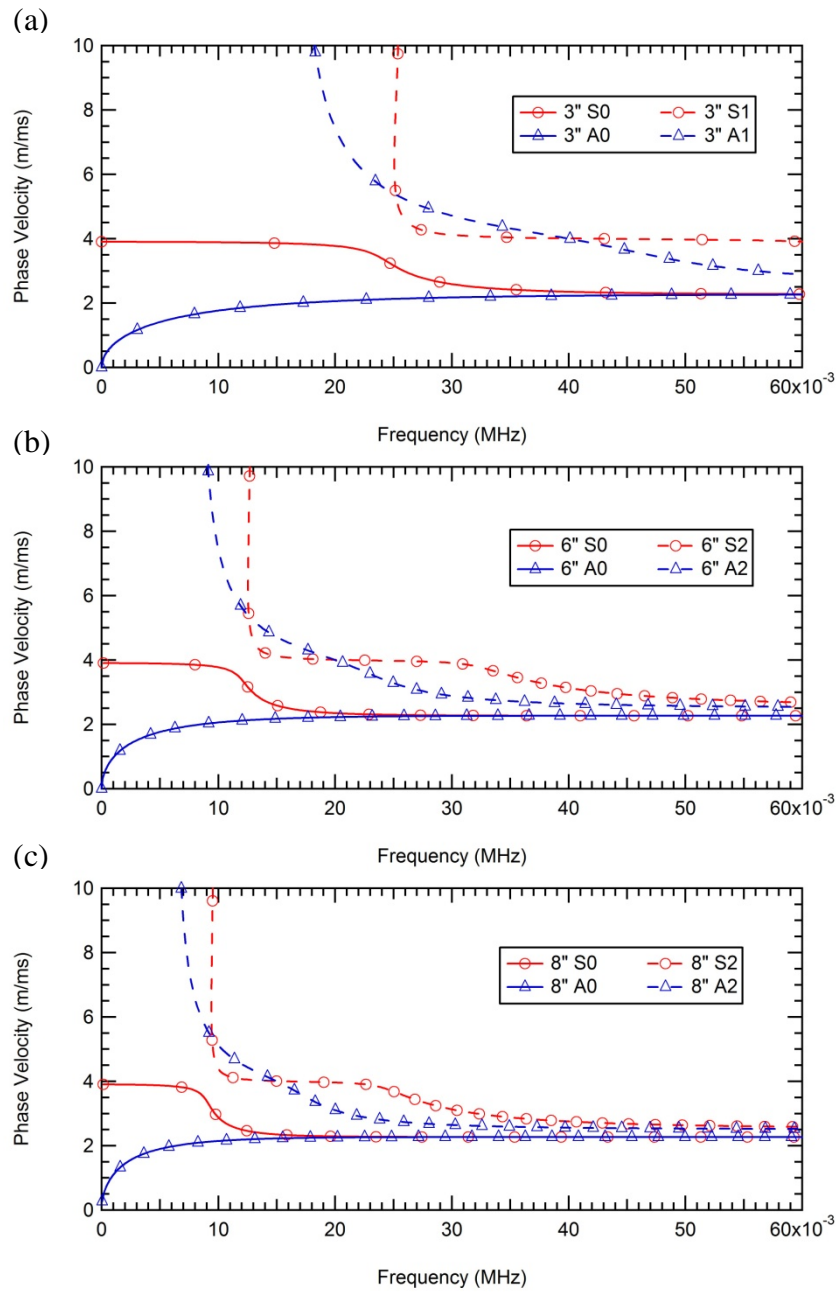 (a)
10
8
6
4
2
0
Phase Velocity (m/ms)
3" S0 3" S1
3" A0 3" A1
0 10 20 30 40 50 60x10-3
Frequency (MHz)
(b)
10
8
6
4
2
0
Phase Velocity (m/ms)
6" S0 6" S2
6" A0 6" A2
0 10 20 30 40 50 60x10-3
Frequency (MHz)
(c)
10
8
6
4
2
0
Phase Velocity (m/ms)
8" S0 8" S2
8" A0 8" A2
0 10 20 30 40 50 60x10-3
Frequency (MHz)